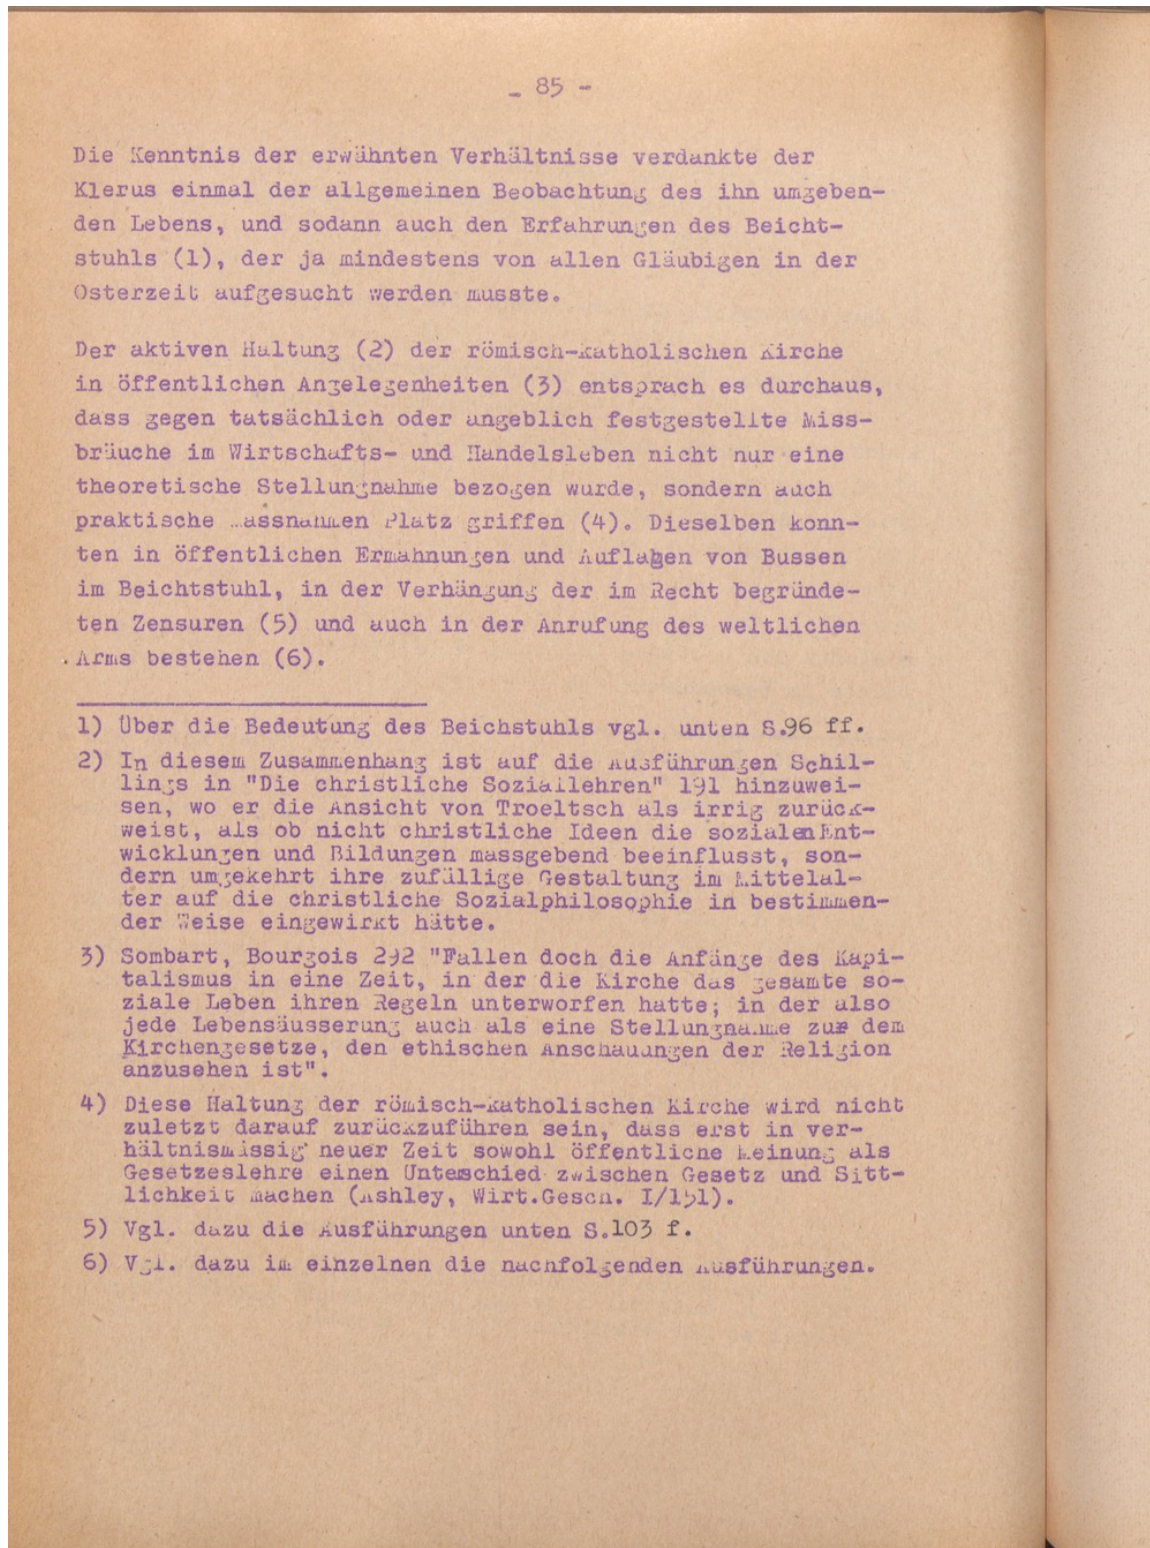 - 85 -
Die Kenntnis der erwähnten Verhältnisse verdankte der
Klerus einmal der allgemeinen Beobachtung des ihn umgeben-
den Lebens, und sodann auch den Erfahrungen des Beicht-
stuhls (1), der ja mindestens von allen Gläubigen in der
Osterzeit aufgesucht werden musste.
Der aktiven Haltung (2) der römisch-katholischen Kirche
in öffentlichen Angelegenheiten (3) entsprach es durchaus,
dass gegen tatsächlich oder angeblich festgestellte Miss-
bräuche im Wirtschafts- und Handelsleben nicht nur eine
theoretische Stellungnahme bezogen wurde, sondern auch
praktische Massnahmen Platz griffen (4). Dieselben konn-
ten in öffentlichen Ermahnungen und Auflagen von Bussen
im Beichtstuhl, in der Verhängung der im Recht begründe-
ten Zensuren (5) und auch in der Anrufung des weltlichen
Arms bestehen (6).
1) Über die Bedeutung des Beichstuhls vgl. unten S.96 ff.
2) In diesem Zusammenhang ist auf die Ausführungen Schil-
lings in "Die christliche Soziallehren" 191 hinzuwei-
sen, wo er die Ansicht von Troeltsch als irrig zurück-
weist, als ob nicht christliche Ideen die sozialen Ent-
wicklungen und Bildungen massgebend beeinflusst, son-
dern umgekehrt ihre zufällige Gestaltung im Mittelal-
ter auf die christliche Sozialphilosophie in bestimmen-
der Weise eingewirkt hätte.
3) Sombart, Bourgois 292 "Fallen doch die Anfänge des Kapi-
talismus in eine Zeit, in der die Kirche das gesamte so-
ziale Leben ihren Regeln unterworfen hatte; in der also
jede Lebensäusserung auch als eine Stellungnahme zu dem
Kirchengesetze, den ethischen Anschauungen der Religion
anzusehen ist".
4) Diese Haltung der römisch-katholischen Kirche wird nicht
zuletzt darauf zurückzuführen sein, dass erst in ver-
hältnismässig neuer Zeit sowohl öffentliche Meinung als
Gesetzeslehre einen Unterschied zwischen Gesetz und Sitt-
lichkeit machen (Ashley, Wirt.Gesch. I/151).
5) Vgl. dazu die Ausführungen unten S.103 f.
6) Vgl. dazu im einzelnen die nachfolgenden Ausführungen.